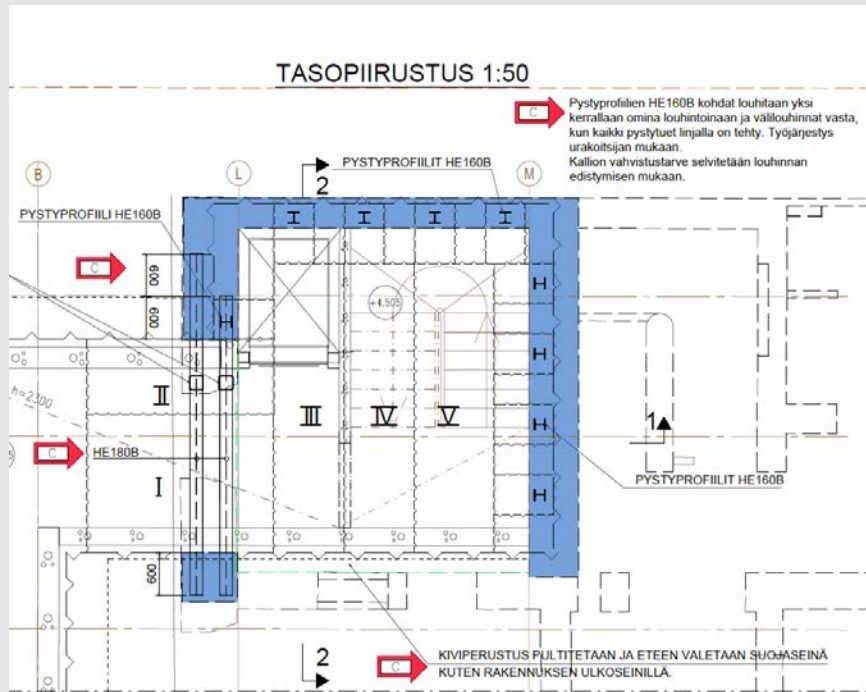 TASOPIIRUSTUS 1:50
C
Pystyprofiilien HE160B kohdat louhitaan yksi
kerrallaan omina louhintoinaan ja välilouhinnat vasta,
kun kaikki pystytuet linjalla on tehty. Työjärjestys
urakoitsijan mukaan.
Kallion vahvistustarve selvitetään louhinnan
edistymisen mukaan.
B
L
M
2
PYSTYPROFIILIT HE160B
PYSTYPROFIILI HE160B
C
600
600
+4.505
h=2300
II
III
IV
V
1
C
HE180B
I
PYSTYPROFIILIT HE160B
600
2
C
KIVIPERUSTUS PULTITETAAN JA ETEEN VALETAAN SUOJASEINÄ
KUTEN RAKENNUKSEN ULKOSEINILLÄ.